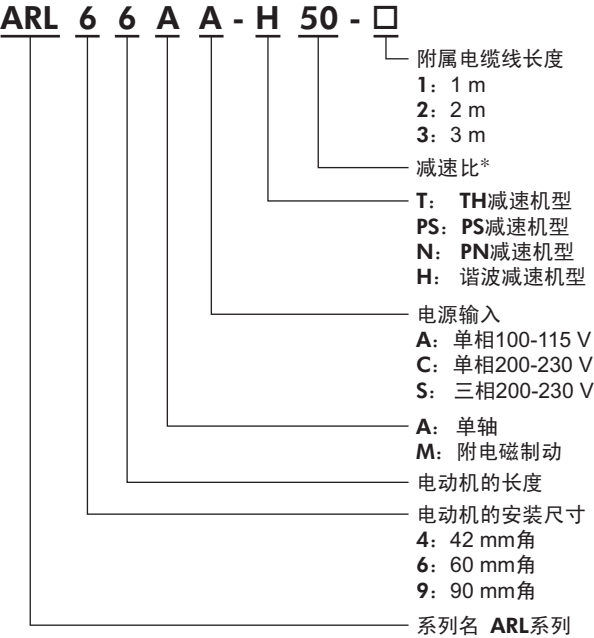 ARL 6 6 A A - H 50 - □
附属电缆线长度
1：1 m
2：2 m
3：3 m
减速比*
T： TH减速机型
PS：PS减速机型
N： PN减速机型
H： 谐波减速机型
电源输入
A：单相100-115 V
C：单相200-230 V
S：三相200-230 V
A：单轴
M：附电磁制动
电动机的长度
电动机的安装尺寸
4：42 mm角
6：60 mm角
9：90 mm角
系列名 ARL系列